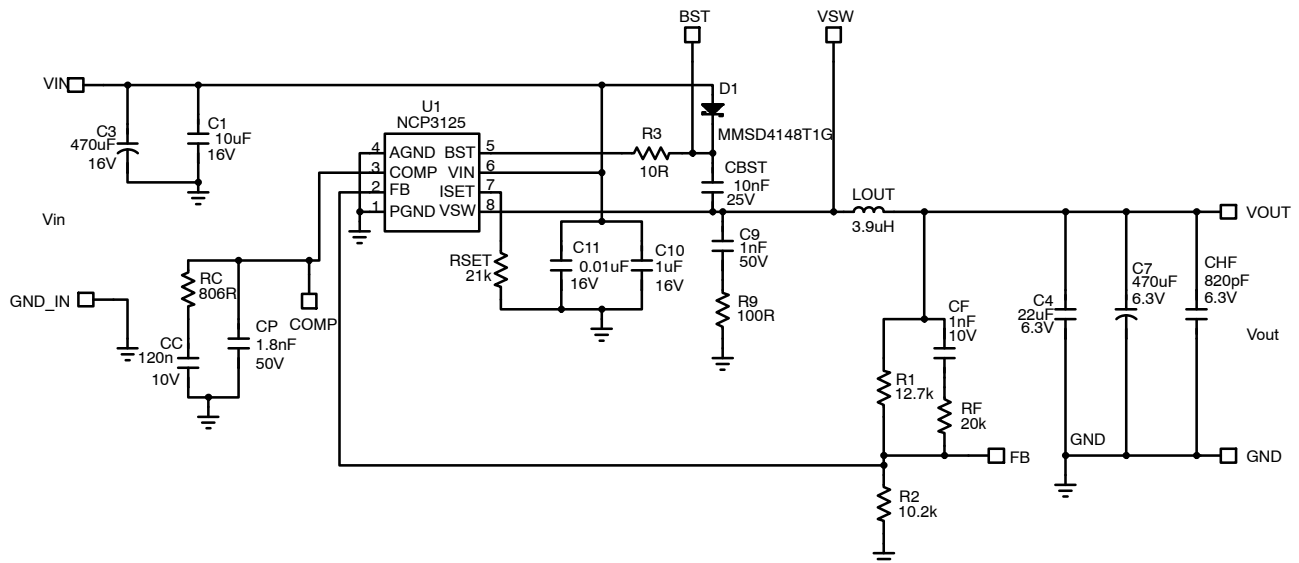 BST
VSW
VIN
D1
MMSD4148T1G
U1
NCP3125
C3
470uF
16V
C1
10uF
16V
4 AGND BST 5
3 COMP VIN 6
2 FB ISET 7
1 PGND VSW 8
R3
10R
CBST
10nF
25V
LOUT
3.9uH
VOUT
Vin
C9
1nF
50V
RSET
21k
C11
0.01uF
16V
C10
1uF
16V
R9
100R
RC
806R
COMP
GND_IN
CP
1.8nF
50V
CC
120n
10V
CF
1nF
10V
C4
22uF
6.3V
C7
470uF
6.3V
CHF
820pF
6.3V
Vout
R1
12.7k
RF
20k
GND
FB
GND
R2
10.2k